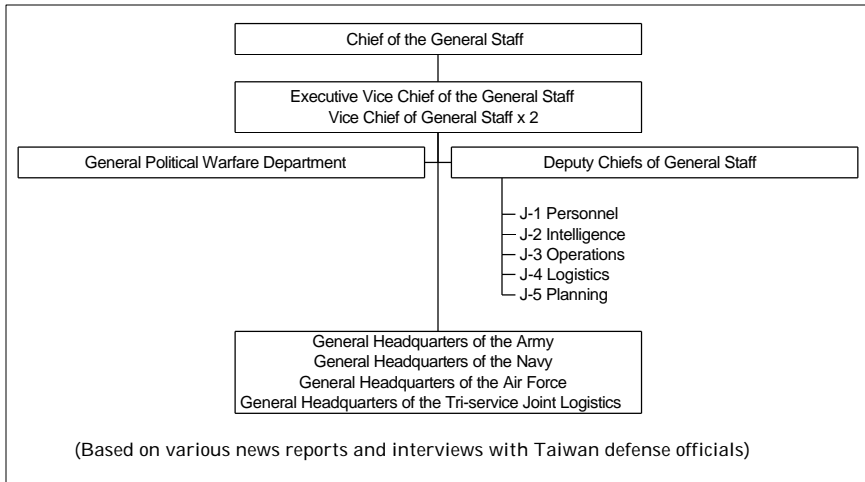 Chief of the General Staff
Executive Vice Chief of the General Staff
Vice Chief of General Staff x 2
General Political Warfare Department
Deputy Chiefs of General Staff
J-1 Personnel
J-2 Intelligence
J-3 Operations
J-4 Logistics
J-5 Planning
General Headquarters of the Army
General Headquarters of the Navy
General Headquarters of the Air Force
General Headquarters of the Tri-service Joint Logistics
(Based on various news reports and interviews with Taiwan defense officials)